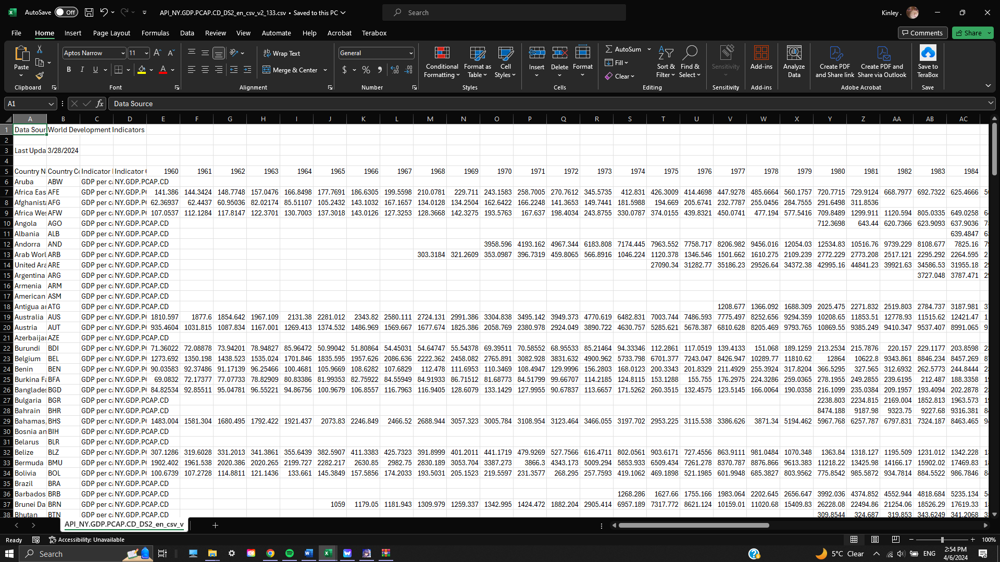 AutoSave Off API_NY.GDP.PCAP.CD_DS2_en_csv_v2_133.csv • Saved to this PC Search Kinley .
File Home Insert Page Layout Formulas Data Review View Automate Help Acrobat Terabox Comments Share
Paste Aptos Narrow 11 Wrap Text General Conditional Formatting Format as Table Cell Styles Insert Delete Format AutoSum Fill Clear Sort & Filter Find & Select Sensitivity Add-ins Analyze Data Create PDF and Share link Create PDF and Share via Outlook Save to TeraBox
B I U A Merge & Center $ %
Clipboard Font Alignment Number Styles Cells Editing Sensitivity Add-ins Adobe Acrobat Save
A1 fx Data Source
A B C D E F G H I J K L M N O P Q R S T U V W X Y Z AA AB AC
1 Data Sour World Development Indicators
2
3 Last Upda 3/28/2024
4
5 Country N Country Co Indicator Indicator 1960 1961 1962 1963 1964 1965 1966 1967 1968 1969 1970 1971 1972 1973 1974 1975 1976 1977 1978 1979 1980 1981 1982 1983 1984
6 Aruba ABW GDP per ca NY.GDP.PCAP.CD
7 Africa Eas AFE GDP per ca NY.GDP.P 141.386 144.3424 148.7748 157.0476 166.8498 177.7691 186.6305 199.5598 210.0781 229.711 243.1583 258.7005 270.7612 345.5735 412.831 426.3009 414.4698 447.9278 485.6664 560.1757 720.7715 729.9124 668.7977 692.7322 625.4666
8 Afghanista AFG GDP per ca NY.GDP.P 62.36937 62.4437 60.95036 82.02174 85.51107 105.2432 143.1032 167.1657 134.0128 134.2504 162.6422 166.2248 141.3653 149.7441 181.5988 194.669 205.6741 232.7787 255.0456 284.7555 291.6498 311.8536
9 Africa Wes AFW GDP per ca NY.GDP.P 107.0537 112.1284 117.8147 122.3701 130.7003 137.3018 143.0126 127.3253 128.3668 142.3275 193.5763 167.637 198.4034 243.8755 330.0787 374.0155 439.8321 450.0741 477.194 577.5416 709.8489 1299.911 1120.594 805.0335 649.0258
10 Angola AGO GDP per ca NY.GDP.PCAP.CD 712.3698 643.44 620.7366 623.9093 637.9036
11 Albania ALB GDP per ca NY.GDP.PCAP.CD 639.4847
12 Andorra AND GDP per ca NY.GDP.PCAP.CD 3958.596 4193.162 4967.344 6183.808 7174.445 7963.552 7758.717 8206.982 9456.016 12054.03 12534.83 10516.76 9739.229 8108.677 7825.16
13 Arab Worl ARB GDP per ca NY.GDP.PCAP.CD 303.3184 321.2609 353.0987 396.7319 459.8065 566.8916 1046.224 1120.378 1346.546 1501.662 1610.275 2109.239 2772.229 2773.208 2517.121 2295.292 2264.595
14 United Ara ARE GDP per ca NY.GDP.PCAP.CD 27090.34 31282.77 35186.23 29526.64 34372.38 42995.16 44841.23 39921.63 34586.53 31955.18
15 Argentina ARG GDP per ca NY.GDP.PCAP.CD 3727.048 3787.471
16 Armenia ARM GDP per ca NY.GDP.PCAP.CD
17 American ASM GDP per ca NY.GDP.PCAP.CD
18 Antigua ar ATG GDP per ca NY.GDP.PCAP.CD 1208.677 1366.092 1688.309 2025.475 2271.832 2519.803 2784.737 3187.981
19 Australia AUS GDP per ca NY.GDP.P 1810.597 1877.6 1854.642 1967.109 2131.38 2281.012 2343.82 2580.111 2724.131 2991.386 3304.838 3495.142 3949.373 4770.619 6482.831 7003.744 7486.593 7775.497 8252.656 9294.359 10208.65 11853.51 12778.93 11515.62 12421.47
20 Austria AUT GDP per ca NY.GDP.P 935.4604 1031.815 1087.834 1167.001 1269.413 1374.532 1486.969 1569.667 1677.674 1825.386 2058.769 2380.978 2924.049 3890.722 4630.757 5285.621 5678.387 6810.628 8205.469 9793.765 10869.55 9385.249 9410.347 9537.407 8991.065
21 Azerbaijar AZE GDP per ca NY.GDP.PCAP.CD
22 Burundi BDI GDP per ca NY.GDP.P 71.36022 72.08878 73.94201 78.94827 85.96472 50.99042 51.80864 54.45031 54.64747 55.54378 69.39511 70.58552 68.95533 85.21464 94.33346 112.2861 117.0519 139.4133 151.068 189.1259 213.2534 215.7876 220.157 229.1177 203.8598
23 Belgium BEL GDP per ca NY.GDP.P 1273.692 1350.198 1438.523 1535.024 1701.846 1835.595 1957.626 2086.636 2222.362 2458.082 2765.891 3082.928 3831.632 4900.962 5733.798 6701.377 7243.047 8426.947 10289.77 11810.62 12864 10622.8 9343.861 8846.234 8457.269
24 Benin BEN GDP per ca NY.GDP.P 90.03583 92.37486 91.17139 96.25466 100.4681 105.9669 108.6282 107.6829 112.479 111.6953 110.3469 108.4947 129.9996 156.2803 168.0123 200.3343 201.8329 211.4929 255.3924 317.8204 366.5295 327.565 312.6932 262.5773 244.8444
25 Burkina Fa BFA GDP per ca NY.GDP.P 69.0832 72.17377 77.07733 78.82909 80.83386 81.99353 82.75922 84.55949 84.91933 86.71512 81.68773 84.51799 99.66707 114.2185 124.8115 153.1288 155.755 176.2975 224.3286 259.0365 278.1955 249.2855 239.6195 212.487 188.3358
26 Banglades BGD GDP per ca NY.GDP.P 84.82534 92.85511 95.04781 96.55221 94.86756 100.9679 106.8557 116.7963 116.9405 128.6079 133.1429 127.9955 90.67837 113.6657 171.5262 260.3515 132.4575 123.5145 166.0064 190.0358 216.1099 235.0384 209.1957 193.4094 202.2878
27 Bulgaria BGR GDP per ca NY.GDP.PCAP.CD 2238.803 2234.815 2169.004 1852.813 1963.573
28 Bahrain BHR GDP per ca NY.GDP.PCAP.CD 8474.188 9187.98 9323.75 9227.68 9316.381
29 Bahamas, BHS GDP per ca NY.GDP.P 1483.004 1581.304 1680.495 1792.422 1921.437 2073.83 2246.849 2466.52 2688.944 3057.323 3005.784 3108.954 3123.464 3466.055 3197.702 2953.225 3115.538 3386.626 3871.34 5194.462 5967.768 6257.787 6797.831 7324.187 8463.465
30 Bosnia an BIH GDP per ca NY.GDP.PCAP.CD
31 Belarus BLR GDP per ca NY.GDP.PCAP.CD
32 Belize BLZ GDP per ca NY.GDP.P 307.1286 319.6028 331.2013 341.3861 355.6439 382.5907 411.3383 425.7323 391.8999 401.2011 441.1719 479.9269 527.7566 616.4711 802.0561 903.6171 727.4556 863.9111 981.0484 1070.348 1363.84 1318.127 1195.509 1231.012 1342.228
33 Bermuda BMU GDP per ca NY.GDP.P 1902.402 1961.538 2020.386 2020.265 2199.727 2282.217 2630.85 2982.75 2830.189 3053.704 3387.273 3866.3 4343.173 5009.294 5853.933 6509.434 7261.278 8370.787 8876.866 9613.383 11218.22 13425.98 14166.17 15902.02 17469.83
34 Bolivia BOL GDP per ca NY.GDP.P 100.6739 107.2728 114.8811 121.1436 133.661 145.3849 157.5856 174.2033 193.5031 205.1523 219.5597 231.3577 268.295 257.7593 419.1062 469.1898 521.1985 601.9948 685.3827 803.9562 775.8542 985.5872 934.7814 884.5522 986.7846
35 Brazil BRA GDP per ca NY.GDP.PCAP.CD
36 Barbados BRB GDP per ca NY.GDP.PCAP.CD 1268.286 1627.66 1755.166 1983.064 2202.645 2656.647 3992.036 4374.852 4552.944 4818.684 5235.134
37 Brunei Da BRN GDP per ca NY.GDP.PCAP.CD 1059 1179.05 1181.943 1309.979 1259.337 1342.995 1424.472 1882.204 2905.414 6957.189 7317.772 8621.124 10159.01 11020.68 15409.83 26228.08 22494.86 21254.06 18526.29 17619.33
38 Bhutan BTN GDP per ca NY.GDP.PCAP.CD 309.8544 324.687 319.853 343.6249 341.2068
API_NY.GDP.PCAP.CD_DS2_en_csv_v
Ready Accessibility: Unavailable 100%
Search 5°C Clear ENG 2:54 PM
4/6/2024